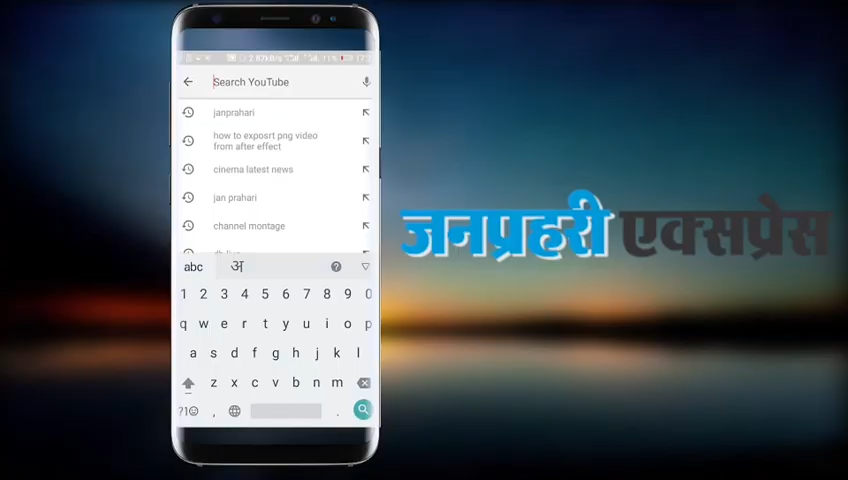 Search YouTube
janprahari
how to exposrt png video
from after effect
cinema latest news
jan prahari
channel montage
abc अ
1 2 3 4 5 6 7 8 9 0
q w e r t y u i o p
a s d f g h j k l
z x c v b n m
?1☺ , .
जनप्रहरी एक्सप्रेस